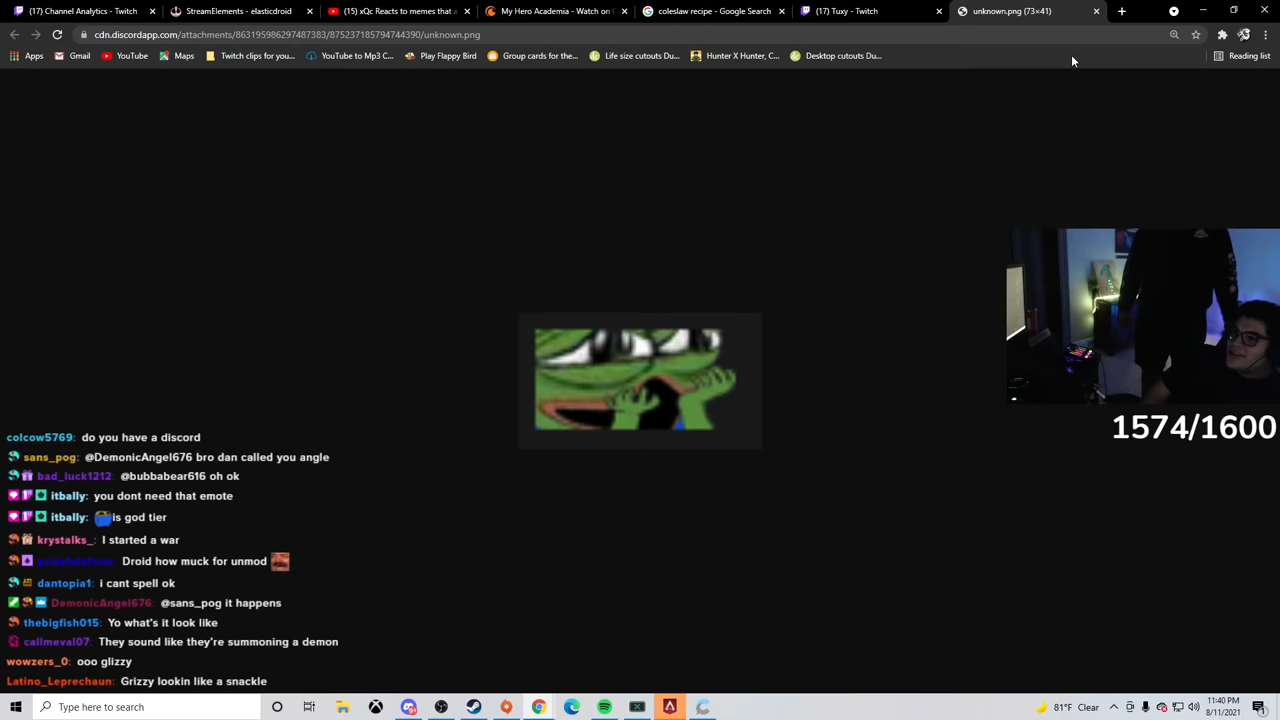 (17) Channel Analytics - Twitch
StreamElements - elasticdroid
(15) xQc Reacts to memes that a
My Hero Academia - Watch on C
coleslaw recipe - Google Search
(17) Tuxy - Twitch
unknown.png (73×41)
cdn.discordapp.com/attachments/863195986297487383/875237185794744390/unknown.png
Apps
Gmail
YouTube
Maps
Twitch clips for you...
YouTube to Mp3 C...
Play Flappy Bird
Group cards for the...
Life size cutouts Du...
Hunter X Hunter, C...
Desktop cutouts Du...
Reading list
1574/1600
colcow5769: do you have a discord
sans_pog: @DemonicAngel676 bro dan called you angle
bad_luck1212: @bubbabear616 oh ok
itbally: you dont need that emote
itbally: is god tier
krystalks_: I started a war
Droid how muck for unmod
dantopia1: i cant spell ok
DemonicAngel676: @sans_pog it happens
thebigfish015: Yo what's it look like
callmeval07: They sound like they're summoning a demon
wowzers_0: ooo glizzy
Latino_Leprechaun: Grizzy lookin like a snackle
Type here to search
81°F Clear
11:40 PM
8/11/2021